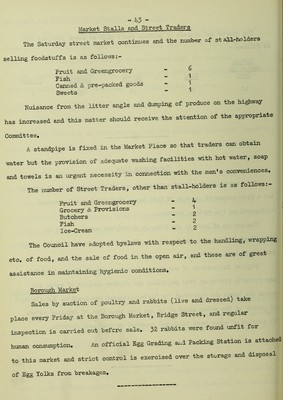 - 43 -
Market Stalls and Street Traders
The Saturday street market continues and the number of stall-holders
selling foodstuffs is as follows:-
Fruit and Greengrocery - 6
Fish - 1
Canned & pre-packed goods - 1
Sweets - 1
Nuisance from the litter angle and dumping of produce on the highway
has increased and this matter should receive the attention of the appropriate
Committee.
A standpipe is fixed in the Market Place so that traders can obtain
water but the provision of adequate washing facilities with hot water, soap
and towels is an urgent necessity in connection with the men's conveniences.
The number of Street Traders, other than stall-holders is as follows:-
Fruit and Greengrocery - 4
Grocery & Provisions - 1
Butchers - 2
Fish - 2
Ice-Cream - 2
The Council have adopted byelaws with respect to the handling, wrapping
etc. of food, and the sale of food in the open air, and these are of great
assistance in maintaining hygienic conditions.
Borough Market
Sales by auction of poultry and rabbits (live and dressed) take
place every Friday at the Borough Market, Bridge Street, and regular
inspection is carried out before sale. 32 rabbits were found unfit for
human consumption. An official Egg Grading and Packing Station is attached
to this market and strict control is exercised over the storage and disposal
of Egg Yolks from breakages.